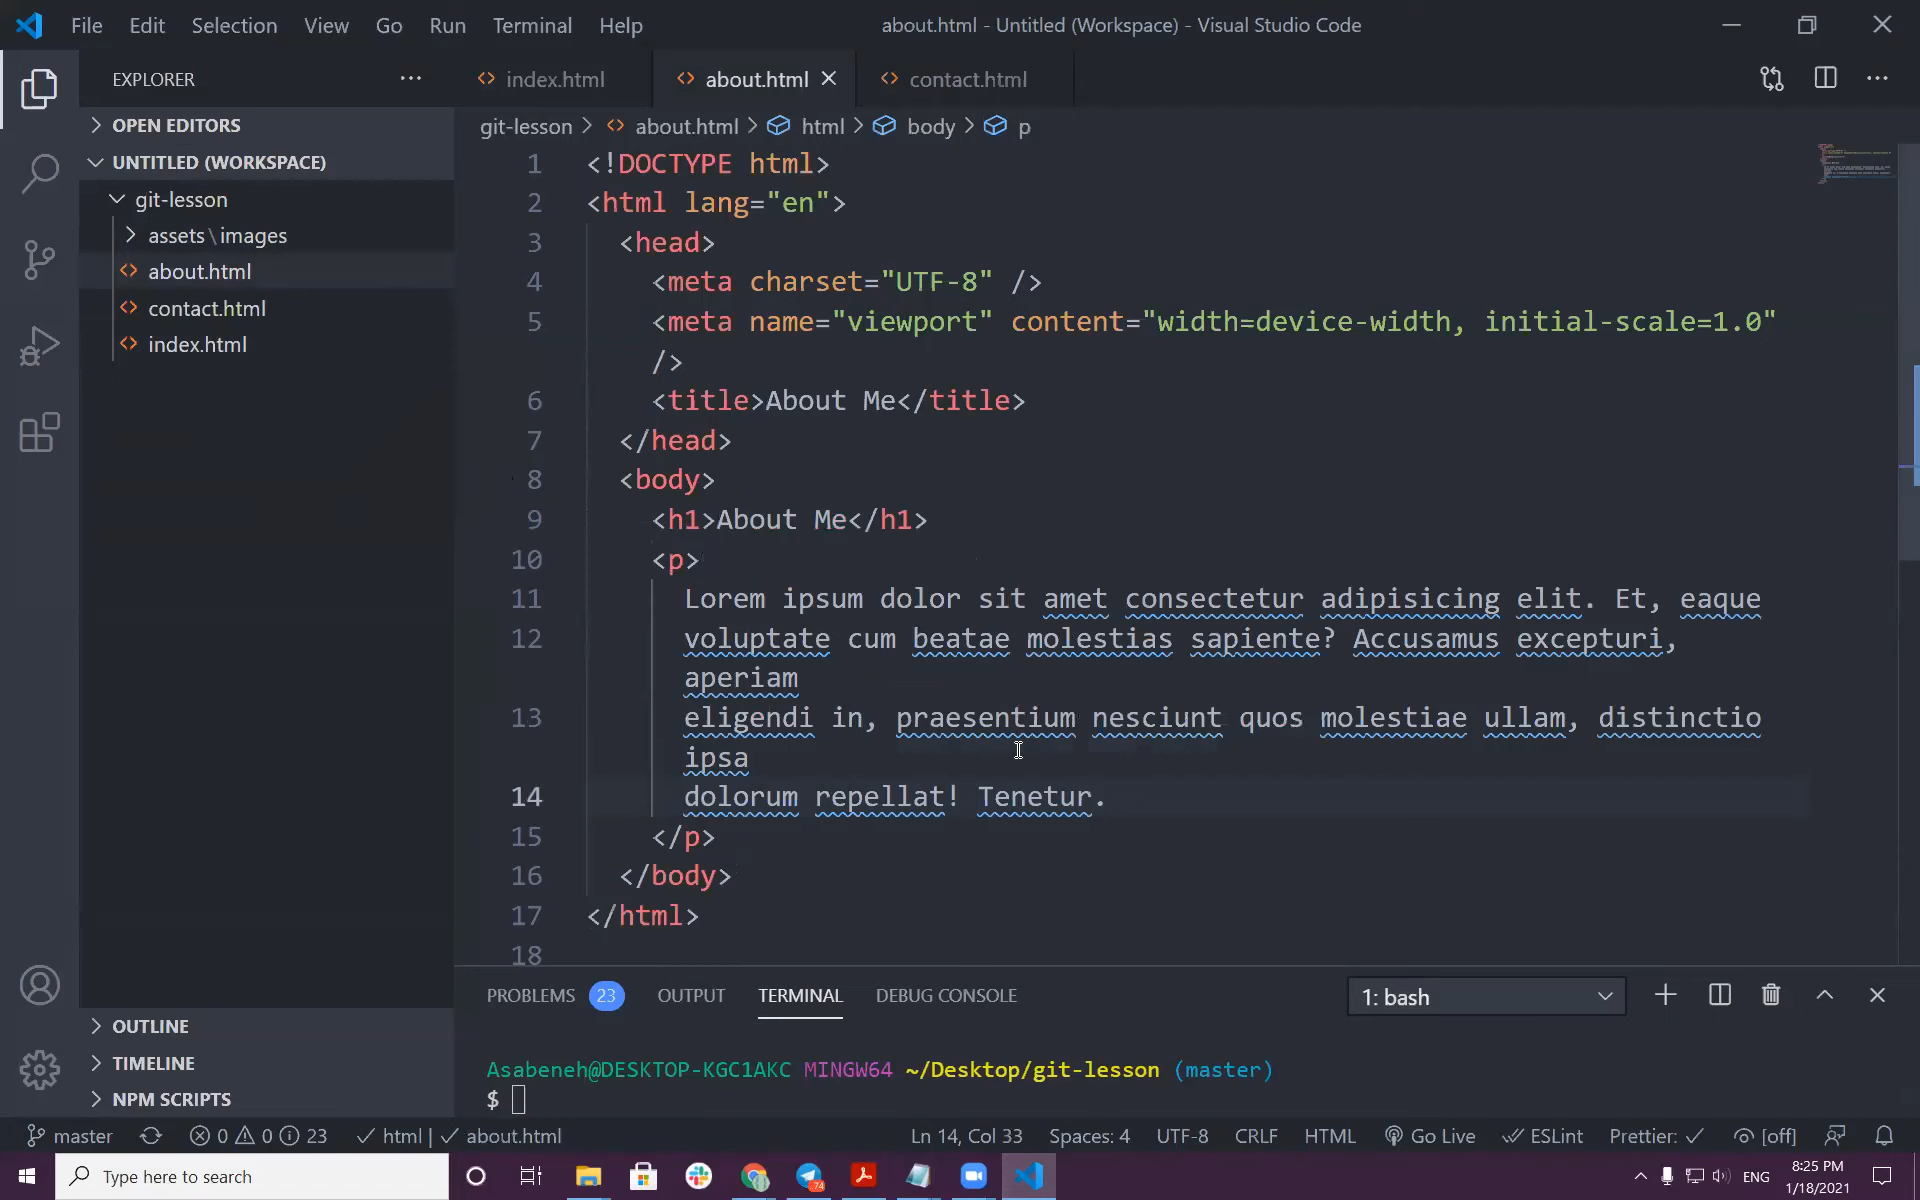 File Edit Selection View Go Run Terminal Help about.html - Untitled (Workspace) - Visual Studio Code
EXPLORER
index.html about.html contact.html
OPEN EDITORS
UNTITLED (WORKSPACE)
git-lesson
assets\images
about.html
contact.html
index.html
OUTLINE
TIMELINE
NPM SCRIPTS
git-lesson > about.html > html > body > p
1 <!DOCTYPE html>
2 <html lang="en">
3 <head>
4 <meta charset="UTF-8" />
5 <meta name="viewport" content="width=device-width, initial-scale=1.0"
/>
6 <title>About Me</title>
7 </head>
8 <body>
9 <h1>About Me</h1>
10 <p>
11 Lorem ipsum dolor sit amet consectetur adipisicing elit. Et, eaque
12 voluptate cum beatae molestias sapiente? Accusamus excepturi,
aperiam
13 eligendi in, praesentium nesciunt quos molestiae ullam, distinctio
ipsa
14 dolorum repellat! Tenetur.
15 </p>
16 </body>
17 </html>
18
PROBLEMS 23 OUTPUT TERMINAL DEBUG CONSOLE 1: bash
Asabeneh@DESKTOP-KGC1AKC MINGW64 ~/Desktop/git-lesson (master)
$
master 0 0 23 html | about.html Ln 14, Col 33 Spaces: 4 UTF-8 CRLF HTML Go Live ESLint Prettier: [off]
Type here to search 74 ENG 8:25 PM
1/18/2021